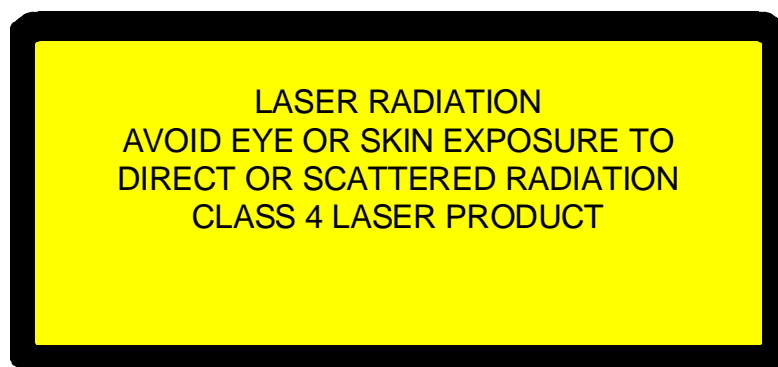 LASER RADIATION
AVOID EYE OR SKIN EXPOSURE TO
DIRECT OR SCATTERED RADIATION
CLASS 4 LASER PRODUCT